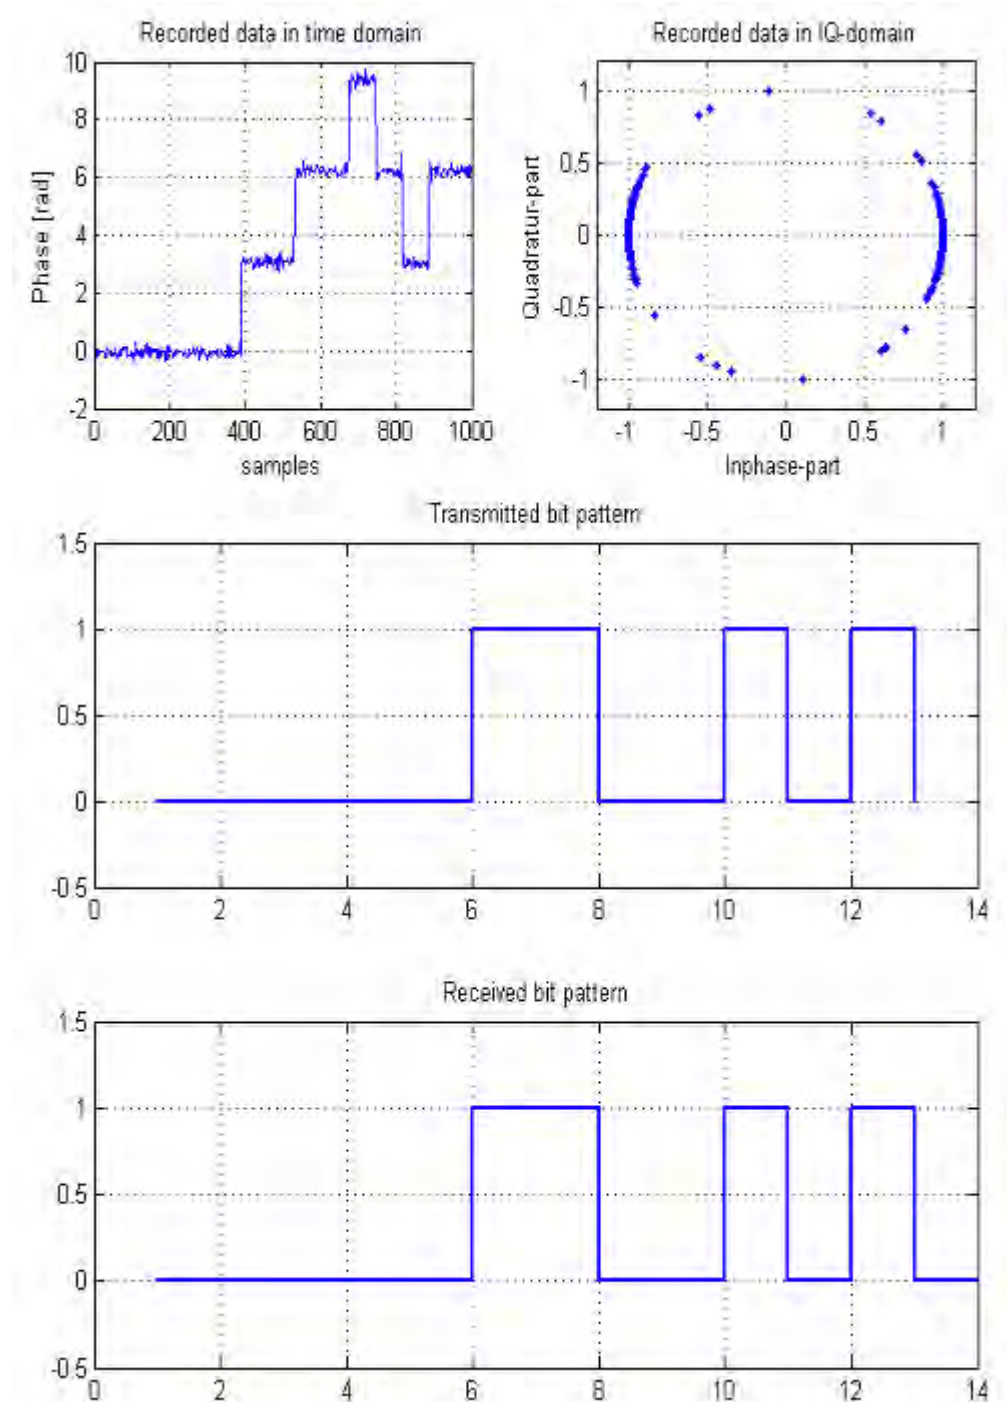 Recorded data in time domain
10
8
6
4
2
0
-2
Phase [rad]
0 200 400 600 800 1000
samples
Recorded data in IQ-domain
1
0.5
0
-0.5
-1
Quadratur-part
-1 -0.5 0 0.5 1
Inphase-part
Transmitted bit pattern
1.5
1
0.5
0
-0.5
0 2 4 6 8 10 12 14
Received bit pattern
1.5
1
0.5
0
-0.5
0 2 4 6 8 10 12 14